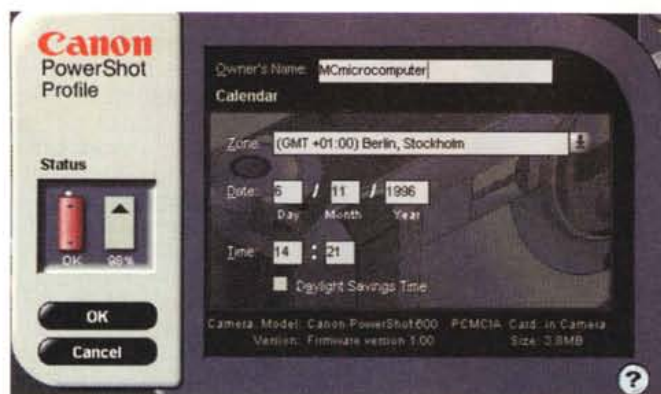 Canon
PowerShot
Profile
Status
OK 98%
OK
Cancel
Owner's Name: MCmicrocomputer
Calendar
Zone: (GMT +01:00) Berlin, Stockholm
Date: 6 / 11 / 1996
Day Month Year
Time: 14 : 21
Daylight Savings Time
Camera Model: Canon PowerShot 600 PCMCIA Card: in Camera
Version: Firmware version 1.00 Size: 3.8MB
?